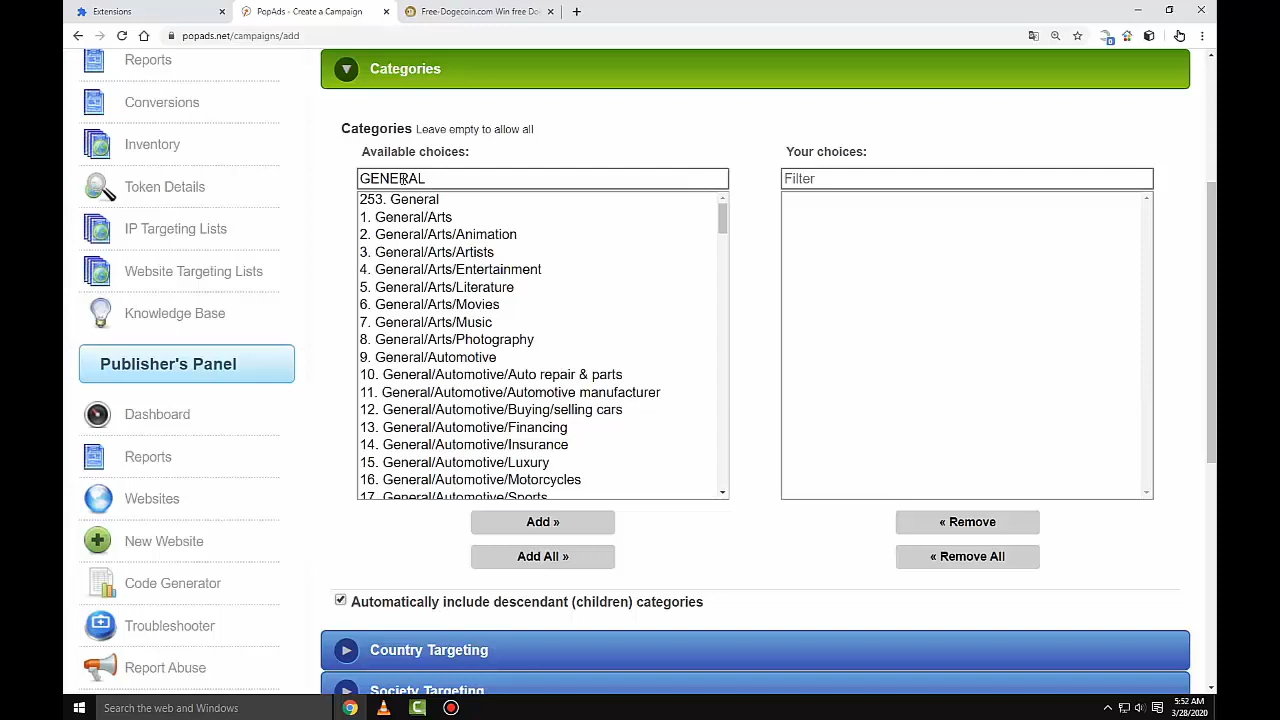 Extensions
PopAds - Create a Campaign
Free-Dogecoin.com Win free Do
popads.net/campaigns/add
Reports
Conversions
Inventory
Token Details
IP Targeting Lists
Website Targeting Lists
Knowledge Base
Publisher's Panel
Dashboard
Reports
Websites
New Website
Code Generator
Troubleshooter
Report Abuse
Categories
Categories Leave empty to allow all
Available choices:
GENERAL
253. General
1. General/Arts
2. General/Arts/Animation
3. General/Arts/Artists
4. General/Arts/Entertainment
5. General/Arts/Literature
6. General/Arts/Movies
7. General/Arts/Music
8. General/Arts/Photography
9. General/Automotive
10. General/Automotive/Auto repair & parts
11. General/Automotive/Automotive manufacturer
12. General/Automotive/Buying/selling cars
13. General/Automotive/Financing
14. General/Automotive/Insurance
15. General/Automotive/Luxury
16. General/Automotive/Motorcycles
17. General/Automotive/Sports
Add »
Add All »
Your choices:
Filter
« Remove
« Remove All
Automatically include descendant (children) categories
Country Targeting
Society Targeting
Search the web and Windows
5:52 AM
3/28/2020